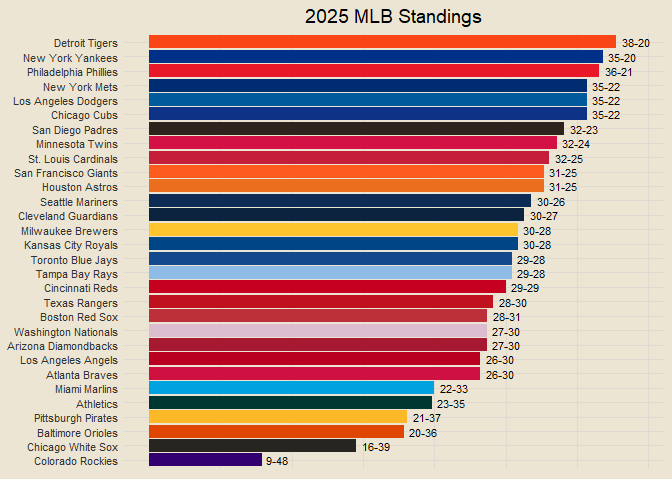 2025 MLB Standings
Detroit Tigers 38-20
New York Yankees 35-20
Philadelphia Phillies 36-21
New York Mets 35-22
Los Angeles Dodgers 35-22
Chicago Cubs 35-22
San Diego Padres 32-23
Minnesota Twins 32-24
St. Louis Cardinals 32-25
San Francisco Giants 31-25
Houston Astros 31-25
Seattle Mariners 30-26
Cleveland Guardians 30-27
Milwaukee Brewers 30-28
Kansas City Royals 30-28
Toronto Blue Jays 29-28
Tampa Bay Rays 29-28
Cincinnati Reds 29-29
Texas Rangers 28-30
Boston Red Sox 28-31
Washington Nationals 27-30
Arizona Diamondbacks 27-30
Los Angeles Angels 26-30
Atlanta Braves 26-30
Miami Marlins 22-33
Athletics 23-35
Pittsburgh Pirates 21-37
Baltimore Orioles 20-36
Chicago White Sox 16-39
Colorado Rockies 9-48